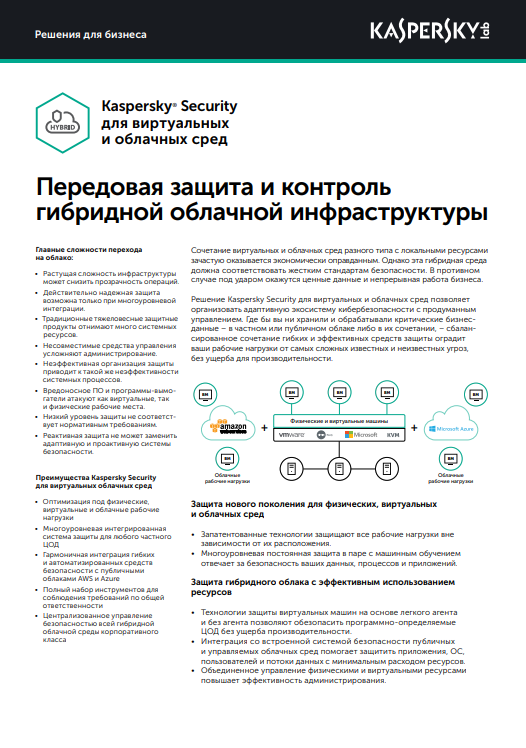 Решения для бизнеса
KASPERSKY lab
HYBRID
Kaspersky® Security
для виртуальных
и облачных сред
Передовая защита и контроль
гибридной облачной инфраструктуры
Главные сложности перехода
на облако:
• Растущая сложность инфраструктуры
может снизить прозрачность операций.
• Действительно надежная защита
возможна только при многоуровневой
интеграции.
• Традиционные тяжеловесные защитные
продукты отнимают много системных
ресурсов.
• Несовместимые средства управления
усложняют администрирование.
• Неэффективная организация защиты
приводит к такой же неэффективности
системных процессов.
• Вредоносное ПО и программы-вымо-
гатели атакуют как виртуальные, так
и физические рабочие места.
• Низкий уровень защиты не соответст-
вует нормативным требованиям.
• Реактивная защита не может заменить
адаптивную и проактивную системы
безопасности.
Преимущества Kaspersky Security
для виртуальных облачных сред
• Оптимизация под физические,
виртуальные и облачные рабочие
нагрузки
• Многоуровневая интегрированная
система защиты для любого частного
ЦОД
• Гармоничная интеграция гибких
и автоматизированных средств
безопасности с публичными
облаками AWS и Azure
• Полный набор инструментов для
соблюдения требований по общей
ответственности
• Централизованное управление
безопасностью всей гибридной
облачной среды корпоративного
класса
Сочетание виртуальных и облачных сред разного типа с локальными ресурсами
зачастую оказывается экономически оправданным. Однако эта гибридная среда
должна соответствовать жестким стандартам безопасности. В противном
случае под ударом окажутся ценные данные и непрерывная работа бизнеса.
Решение Kaspersky Security для виртуальных и облачных сред позволяет
организовать адаптивную экосистему кибербезопасности с продуманным
управлением. Где бы вы ни хранили и обрабатывали критические бизнес-
данные – в частном или публичном облаке либо в их сочетании, – сбалан-
сированное сочетание гибких и эффективных средств защиты оградит
ваши рабочие нагрузки от самых сложных известных и неизвестных угроз,
без ущерба для производительности.
ВМ ВМ ВМ ВМ ВМ
Физические и виртуальные машины
amazon
webservices
+
vmware Microsoft KVM
+
Microsoft Azure
ВМ ВМ
Облачные
рабочие нагрузки
Облачные
рабочие нагрузки
Защита нового поколения для физических, виртуальных
и облачных сред
• Запатентованные технологии защищают все рабочие нагрузки вне
зависимости от их расположения.
• Многоуровневая постоянная защита в паре с машинным обучением
отвечает за безопасность ваших данных, процессов и приложений.
Защита гибридного облака с эффективным использованием
ресурсов
• Технологии защиты виртуальных машин на основе легкого агента
и без агента позволяют обезопасить программно-определяемые
ЦОД без ущерба производительности.
• Интеграция со встроенной системой безопасности публичных
и управляемых облачных сред помогает защитить приложения, ОС,
пользователей и потоки данных с минимальным расходом ресурсов.
• Объединенное управление физическими и виртуальными ресурсами
повышает эффективность администрирования.